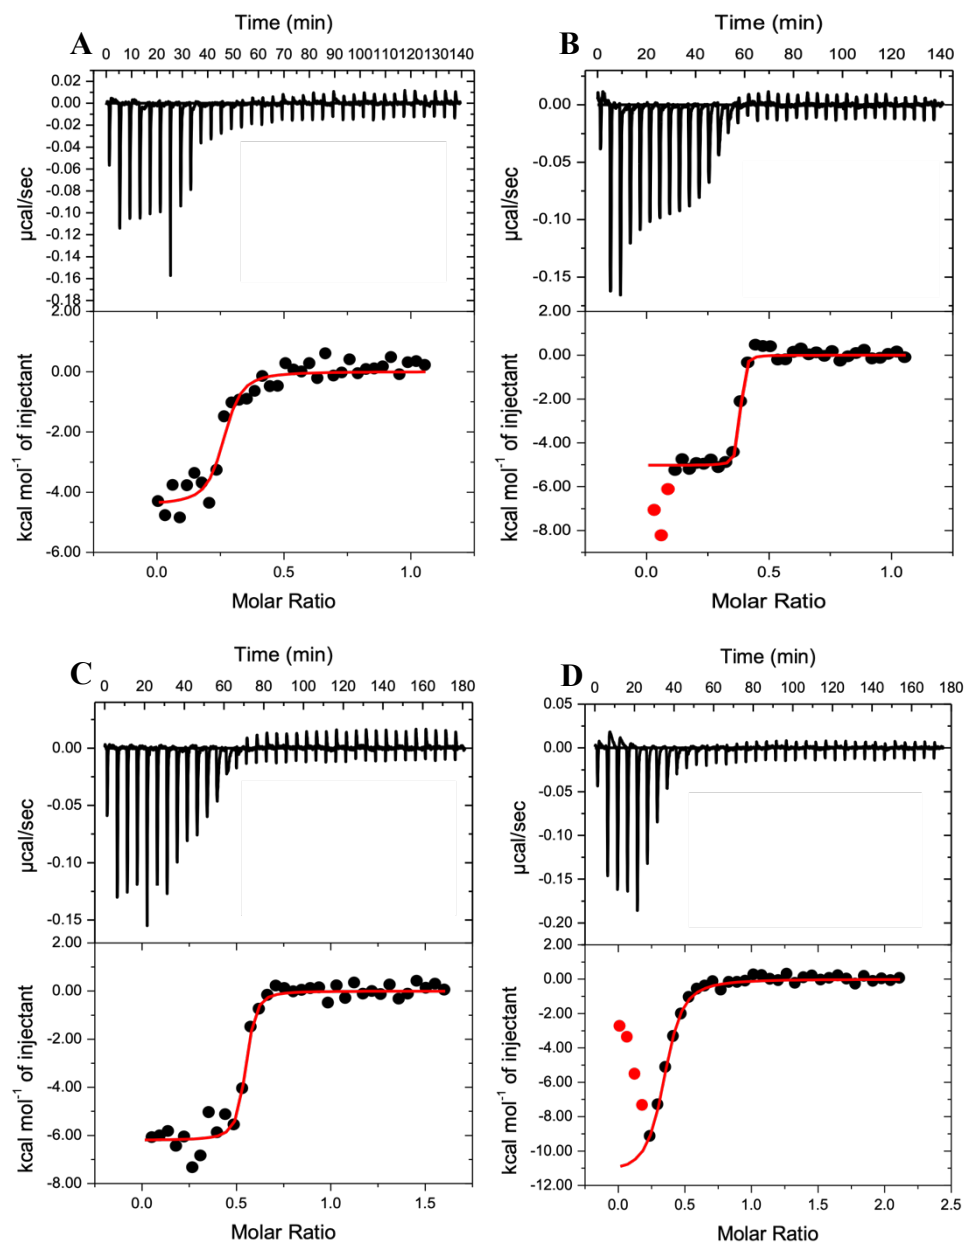 A
Time (min)
0 10 20 30 40 50 60 70 80 90 100110120130140
0.02
0.00
-0.02
-0.04
-0.06
-0.08
-0.10
-0.12
-0.14
-0.16
-0.18
µcal/sec
2.00
0.00
-2.00
-4.00
-6.00
kcal mol⁻¹ of injectant
0.0 0.5 1.0
Molar Ratio
B
Time (min)
0 20 40 60 80 100 120 140
0.00
-0.05
-0.10
-0.15
µcal/sec
2.00
0.00
-2.00
-4.00
-6.00
-8.00
kcal mol⁻¹ of injectant
0.0 0.5 1.0
Molar Ratio
C
Time (min)
0 20 40 60 80 100 120 140 160 180
0.00
-0.05
-0.10
-0.15
µcal/sec
2.00
0.00
-2.00
-4.00
-6.00
-8.00
kcal mol⁻¹ of injectant
0.0 0.5 1.0 1.5
Molar Ratio
D
Time (min)
0 20 40 60 80 100 120 140 160 180
0.05
0.00
-0.05
-0.10
-0.15
-0.20
µcal/sec
2.00
0.00
-2.00
-4.00
-6.00
-8.00
-10.00
-12.00
kcal mol⁻¹ of injectant
0.0 0.5 1.0 1.5 2.0 2.5
Molar Ratio